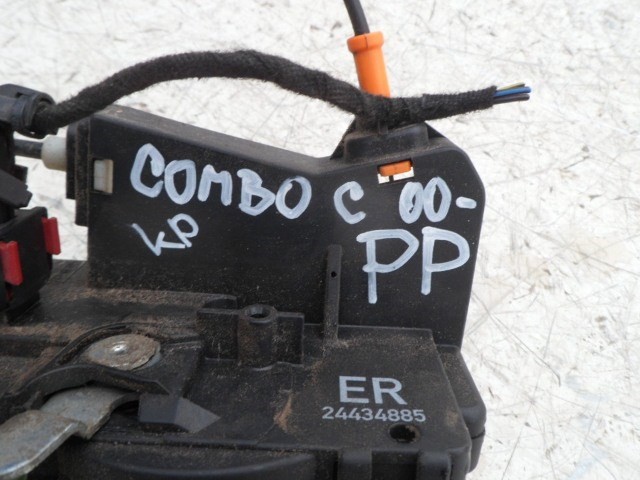 COMBO C 00-
KP PP
ER
24434885